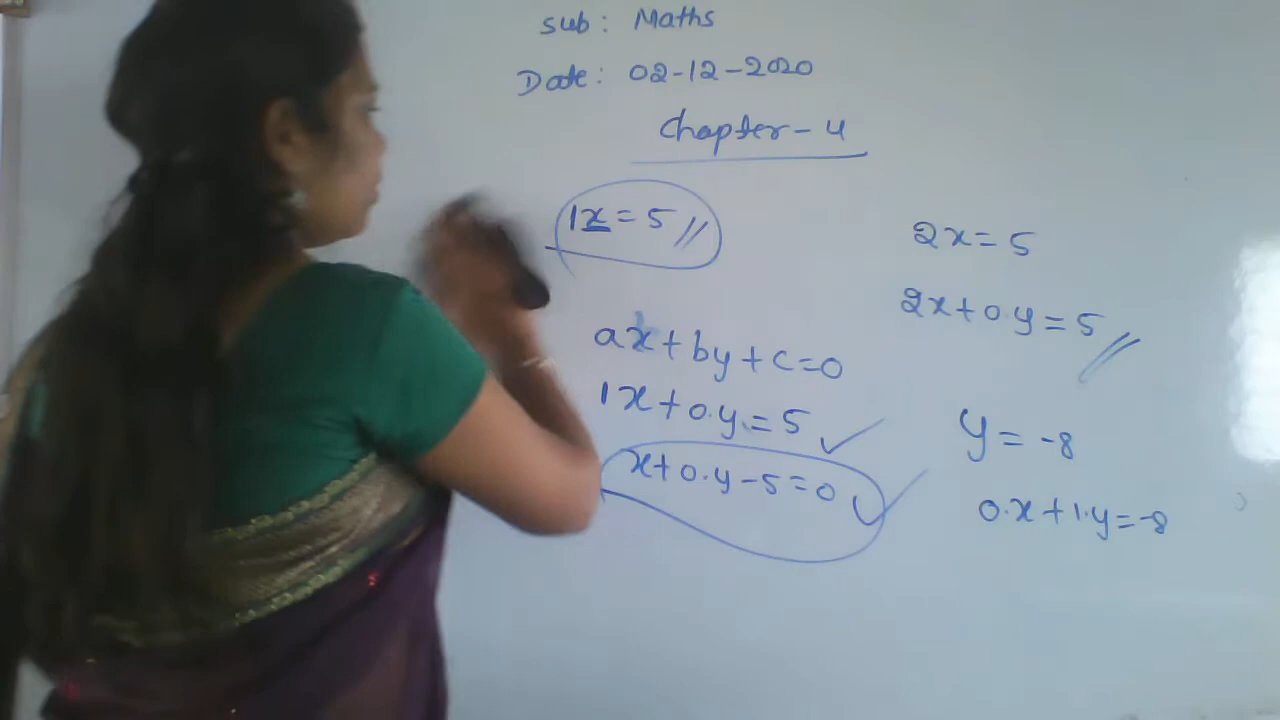 Sub: Maths
Date: 02-12-2020
Chapter-4
1x=5//
ax+by+c=0
1x+0.y=5
x+0.y-5=0
2x=5
2x+0.y=5//
y=-8
0.x+1.y=-8